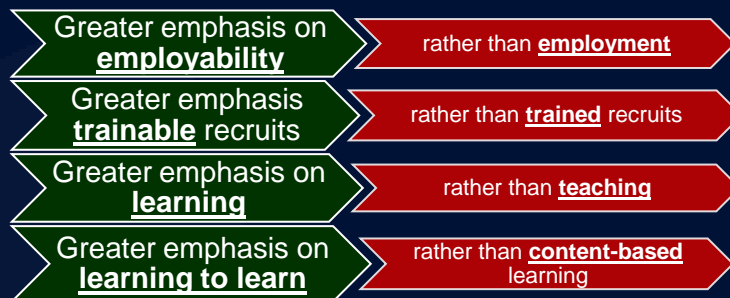 Greater emphasis on
employability
rather than employment
Greater emphasis
trainable recruits
rather than trained recruits
Greater emphasis on
learning
rather than teaching
Greater emphasis on
learning to learn
rather than content-based
learning